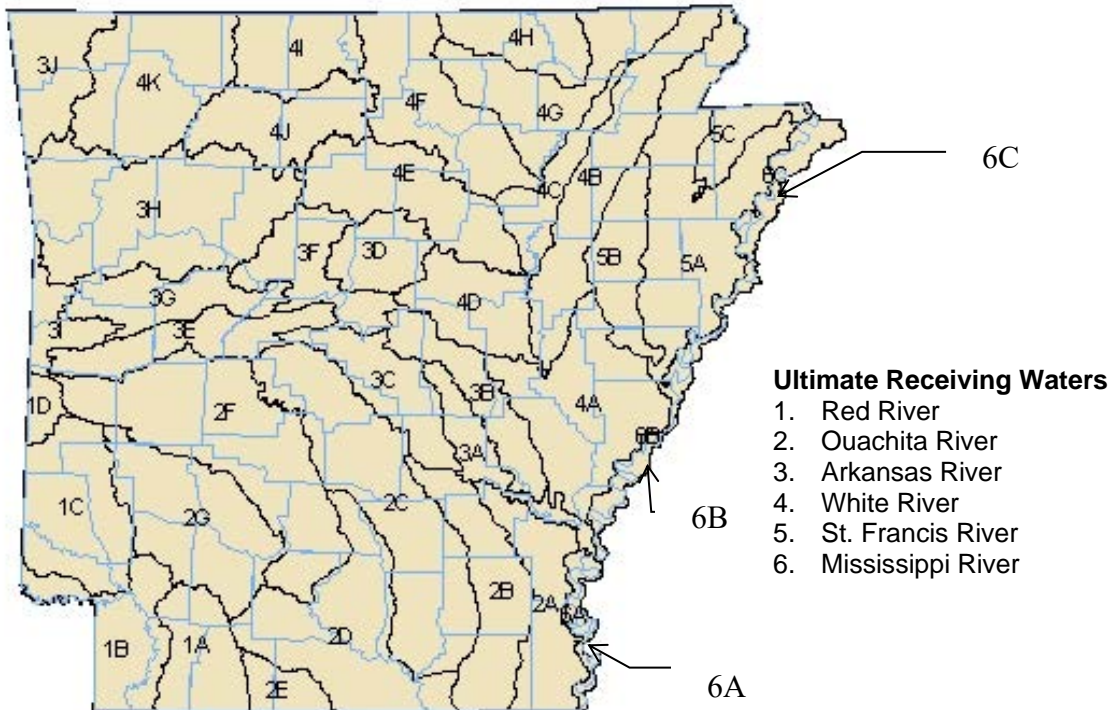 4H
4I
3J
4K
4F
4G
4J
5C
4E
6C
6C
4C
4B
3H
3F
3D
5B
5A
3G
4D
3I
3E
Ultimate Receiving Waters
1. Red River
2. Ouachita River
3. Arkansas River
4. White River
5. St. Francis River
6. Mississippi River
3C
3B
4A
1D
2F
6B
3A
1C
2G
2C
6B
2B
2A
6A
2D
1B
1A
2E
6A